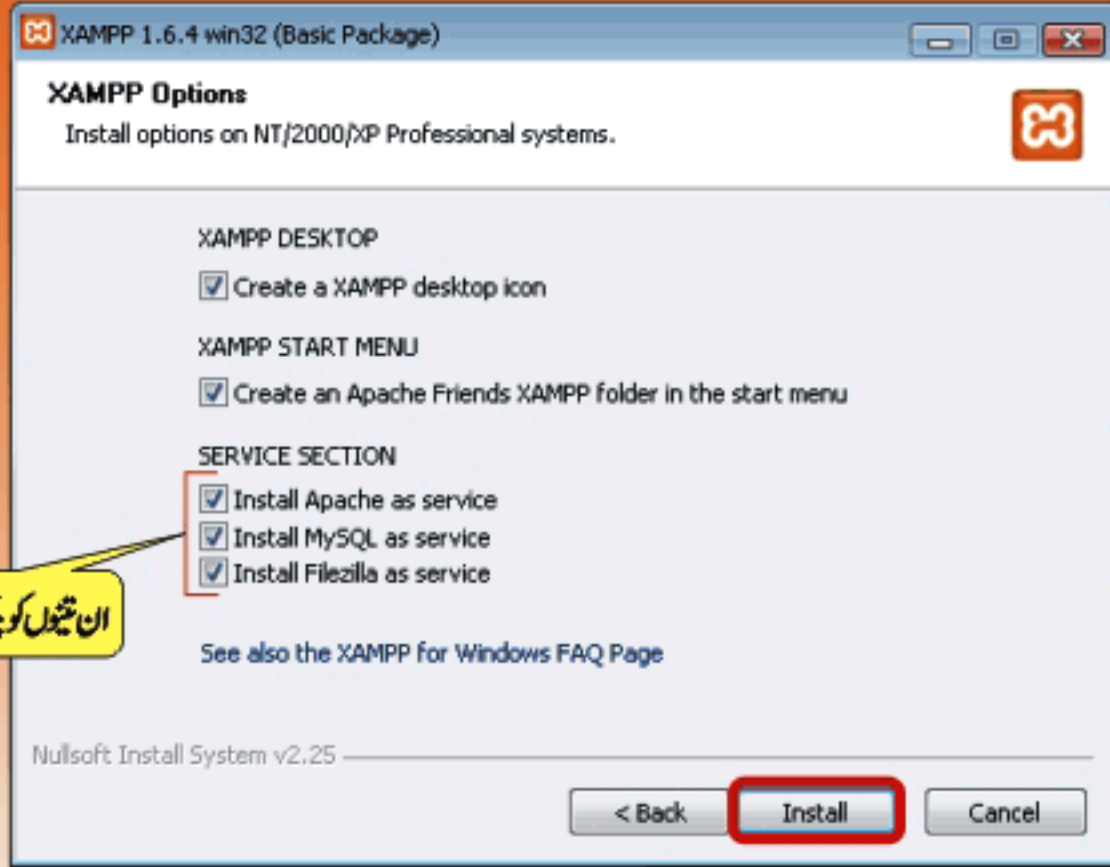 XAMPP 1.6.4 win32 (Basic Package)
XAMPP Options
Install options on NT/2000/XP Professional systems.
XAMPP DESKTOP
Create a XAMPP desktop icon
XAMPP START MENU
Create an Apache Friends XAMPP folder in the start menu
SERVICE SECTION
Install Apache as service
Install MySQL as service
Install Filezilla as service
ان تینوں کو
See also the XAMPP for Windows FAQ Page
Nullsoft Install System v2.25
< Back
Install
Cancel